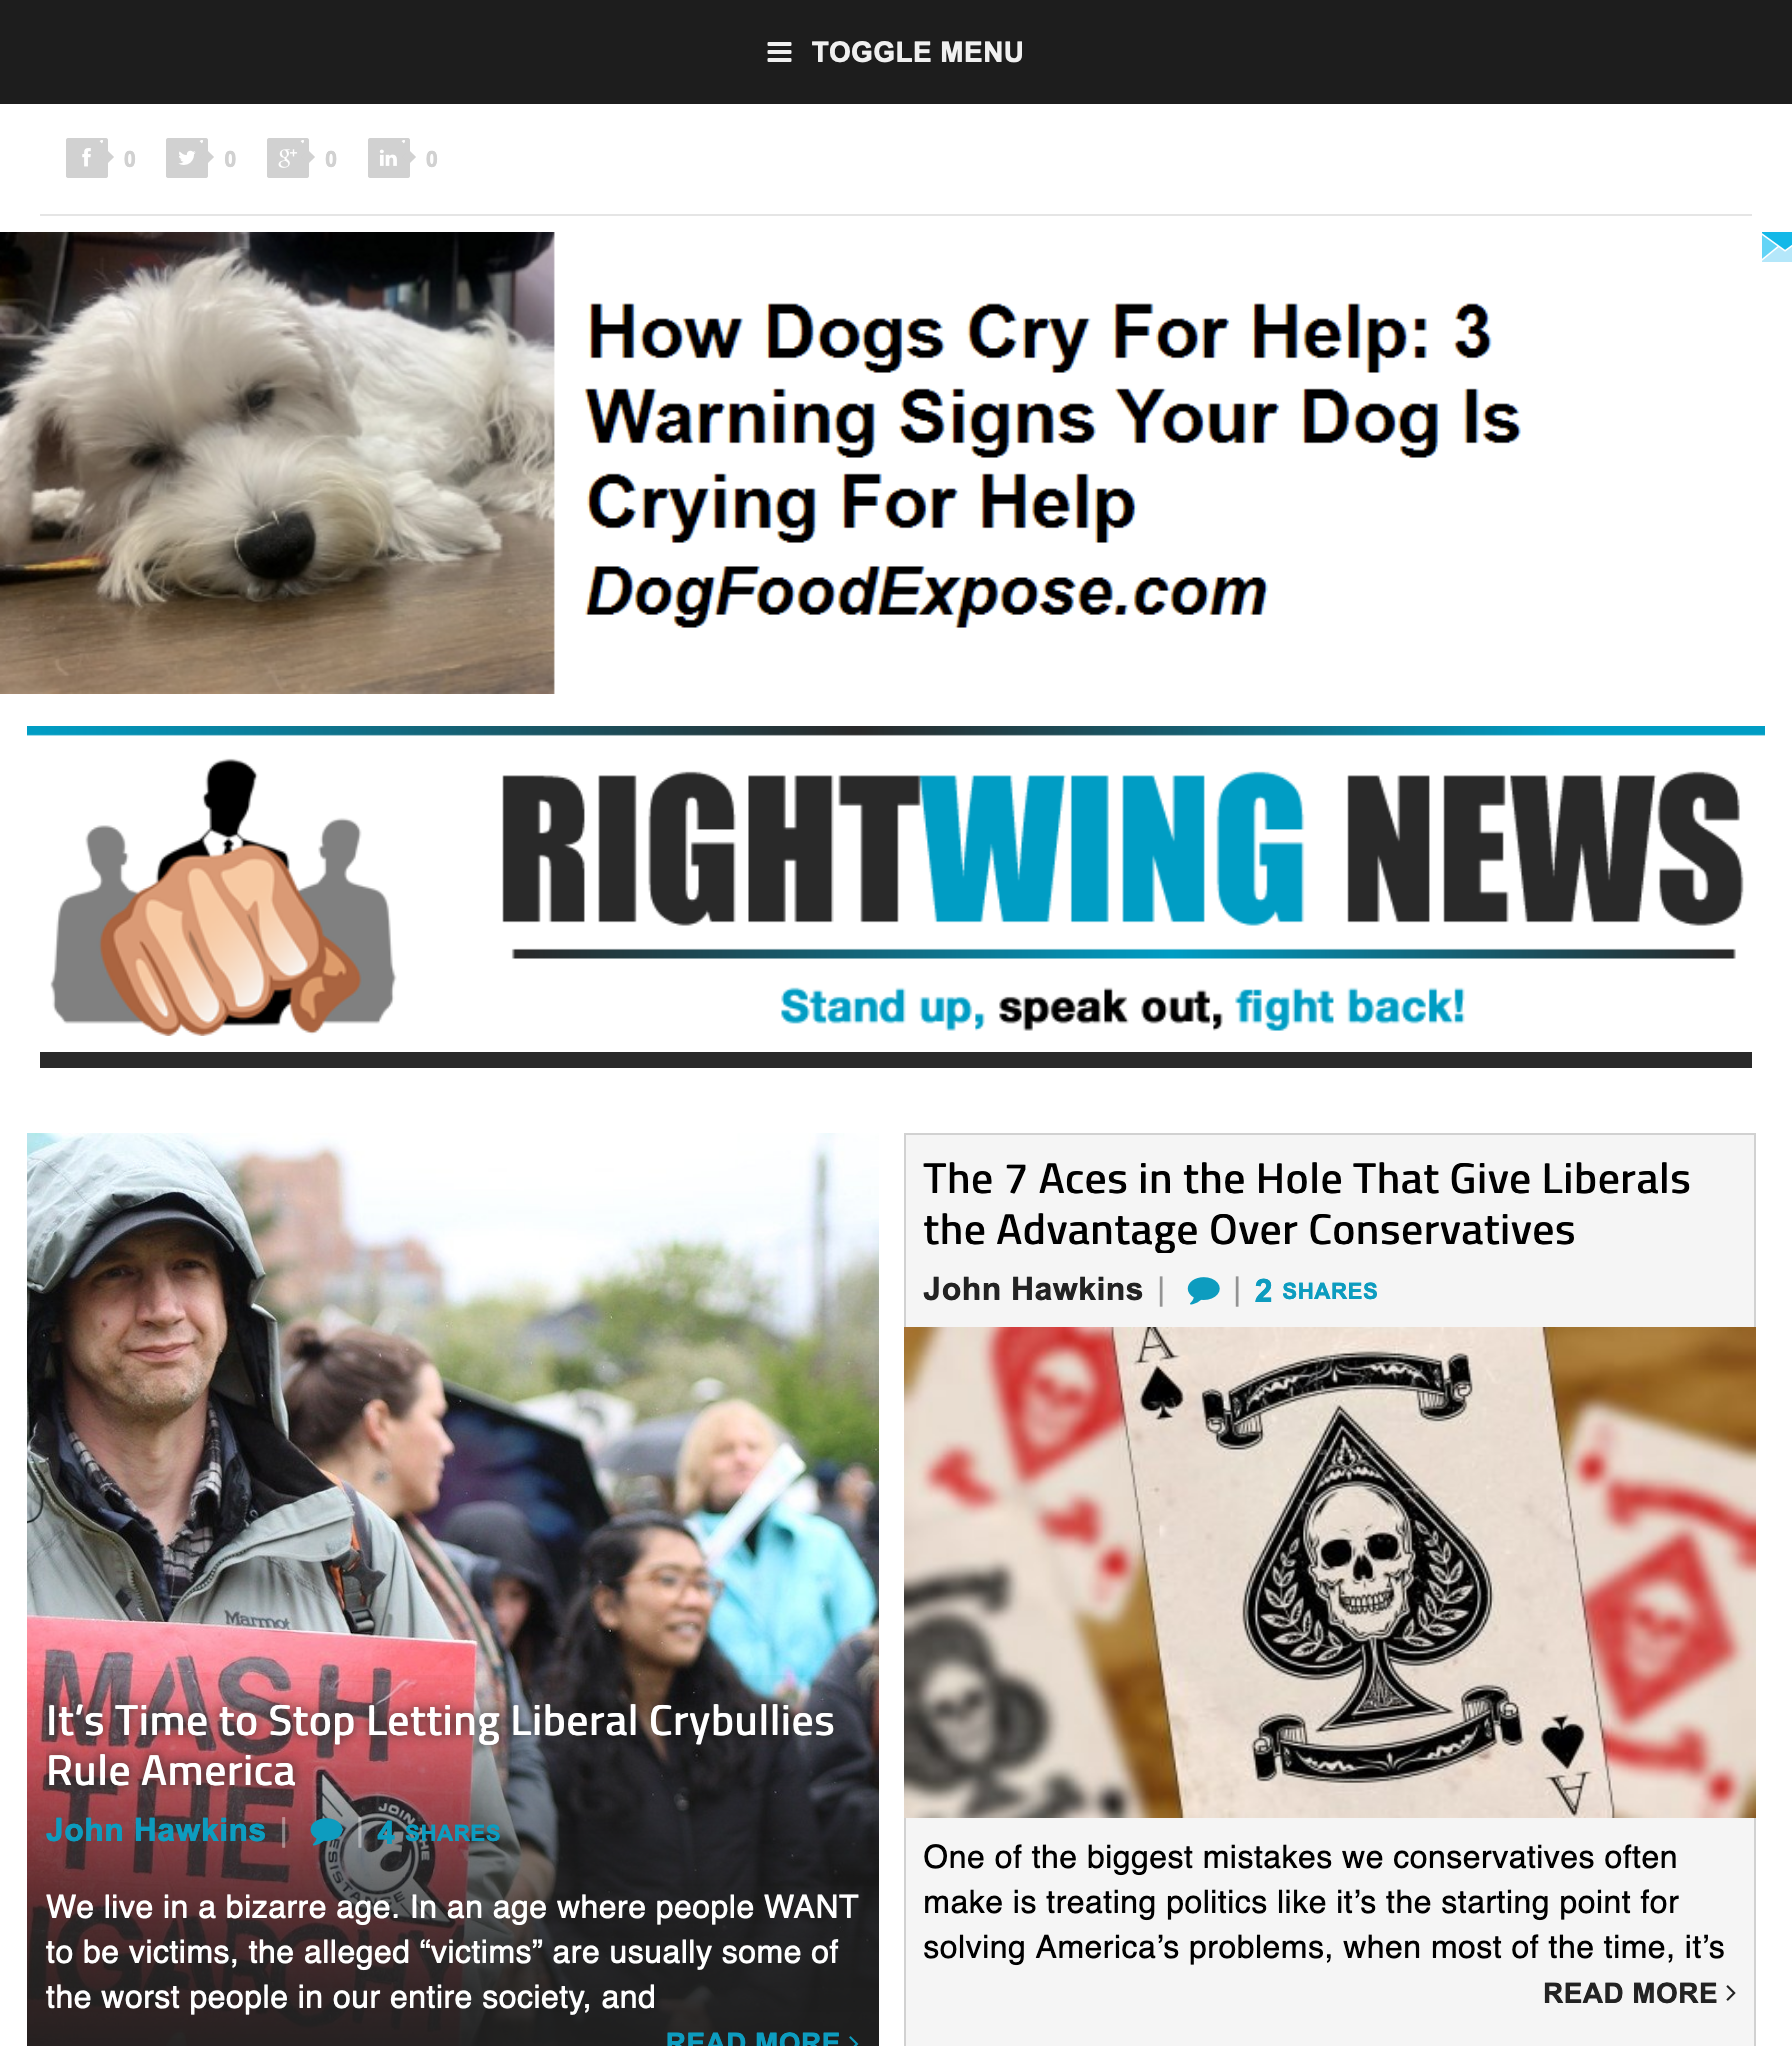 TOGGLE MENU
f 0 0 g+ 0 in 0
How Dogs Cry For Help: 3
Warning Signs Your Dog Is
Crying For Help
DogFoodExpose.com
RIGHTWING NEWS
Stand up, speak out, fight back!
Marmot
MASH
THE
JOIN THE
It’s Time to Stop Letting Liberal Crybullies
Rule America
John Hawkins | | 4 SHARES
We live in a bizarre age. In an age where people WANT
to be victims, the alleged “victims” are usually some of
the worst people in our entire society, and
READ MORE ›
The 7 Aces in the Hole That Give Liberals
the Advantage Over Conservatives
John Hawkins | | 2 SHARES
A
A
One of the biggest mistakes we conservatives often
make is treating politics like it’s the starting point for
solving America’s problems, when most of the time, it’s
READ MORE ›